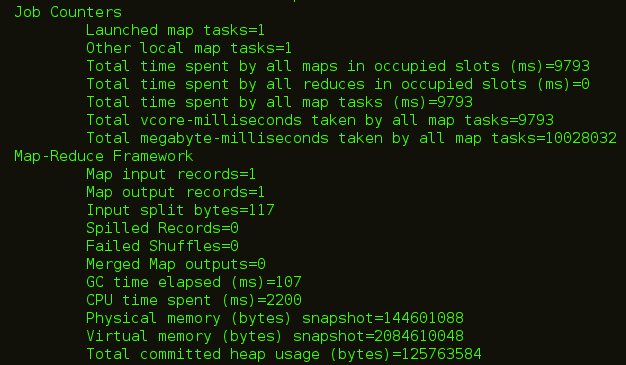 Job Counters
Launched map tasks=1
Other local map tasks=1
Total time spent by all maps in occupied slots (ms)=9793
Total time spent by all reduces in occupied slots (ms)=0
Total time spent by all map tasks (ms)=9793
Total vcore-milliseconds taken by all map tasks=9793
Total megabyte-milliseconds taken by all map tasks=10028032
Map-Reduce Framework
Map input records=1
Map output records=1
Input split bytes=117
Spilled Records=0
Failed Shuffles=0
Merged Map outputs=0
GC time elapsed (ms)=107
CPU time spent (ms)=2200
Physical memory (bytes) snapshot=144601088
Virtual memory (bytes) snapshot=2084610048
Total committed heap usage (bytes)=125763584